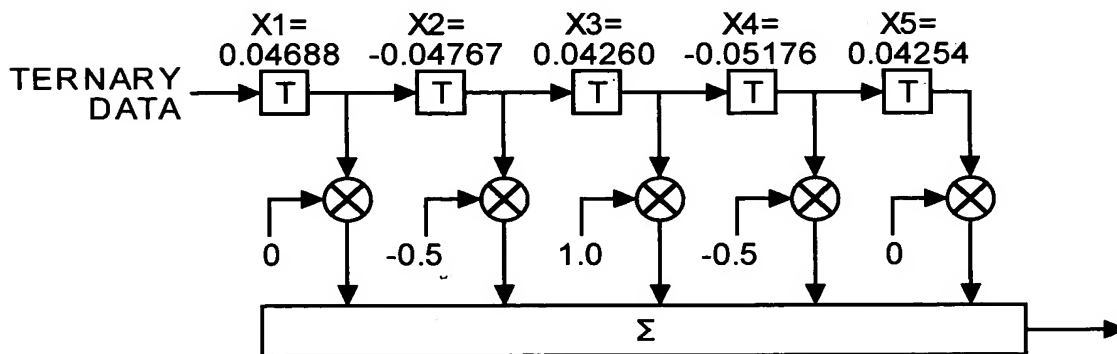 X1= X2= X3= X4= X5=
0.04688 -0.04767 0.04260 -0.05176 0.04254
TERNARY
DATA
T T T T T
0 -0.5 1.0 -0.5 0
Σ